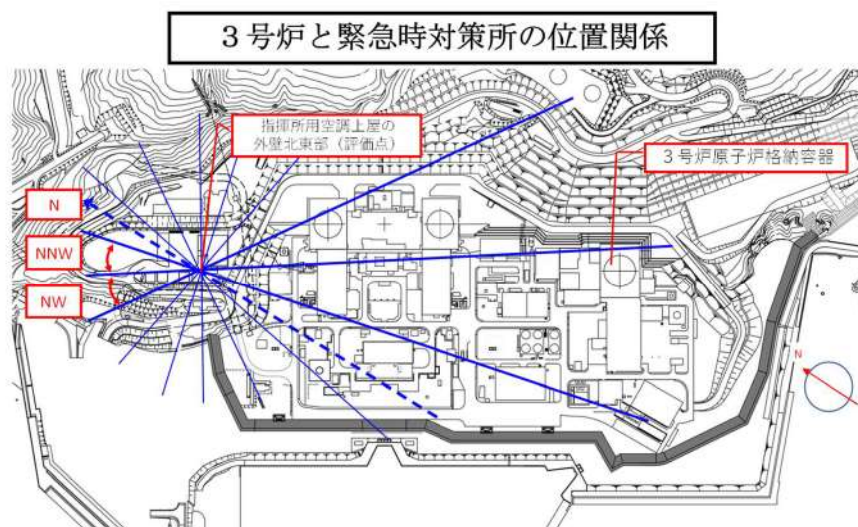 ３号炉と緊急時対策所の位置関係
指揮所用空調上屋の
外壁北東部（評価点）
３号炉原子炉格納容器
N
NNW
NW
N